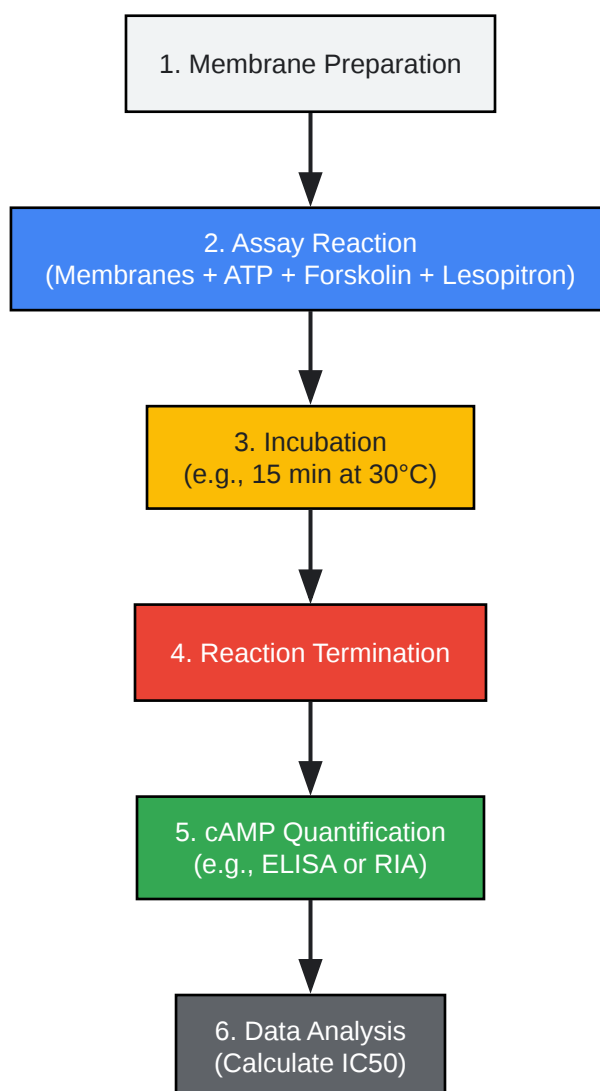 1. Membrane Preparation
2. Assay Reaction
(Membranes + ATP + Forskolin + Lesopitron)
3. Incubation
(e.g., 15 min at 30°C)
4. Reaction Termination
5. cAMP Quantification
(e.g., ELISA or RIA)
6. Data Analysis
(Calculate IC50)